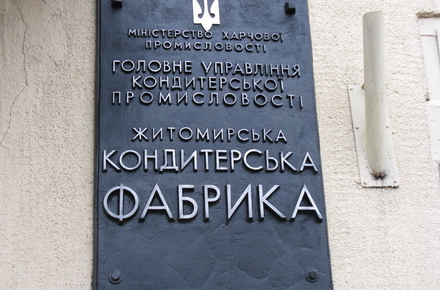 МІНІСТЕРСТВО ХАРЧОВОЇ
ПРОМИСЛОВОСТІ
ГОЛОВНЕ УПРАВЛІННЯ
КОНДИТЕРСЬКОЇ
ПРОМИСЛОВОСТІ
ЖИТОМИРСЬКА
КОНДИТЕРСЬКА
ФАБРИКА